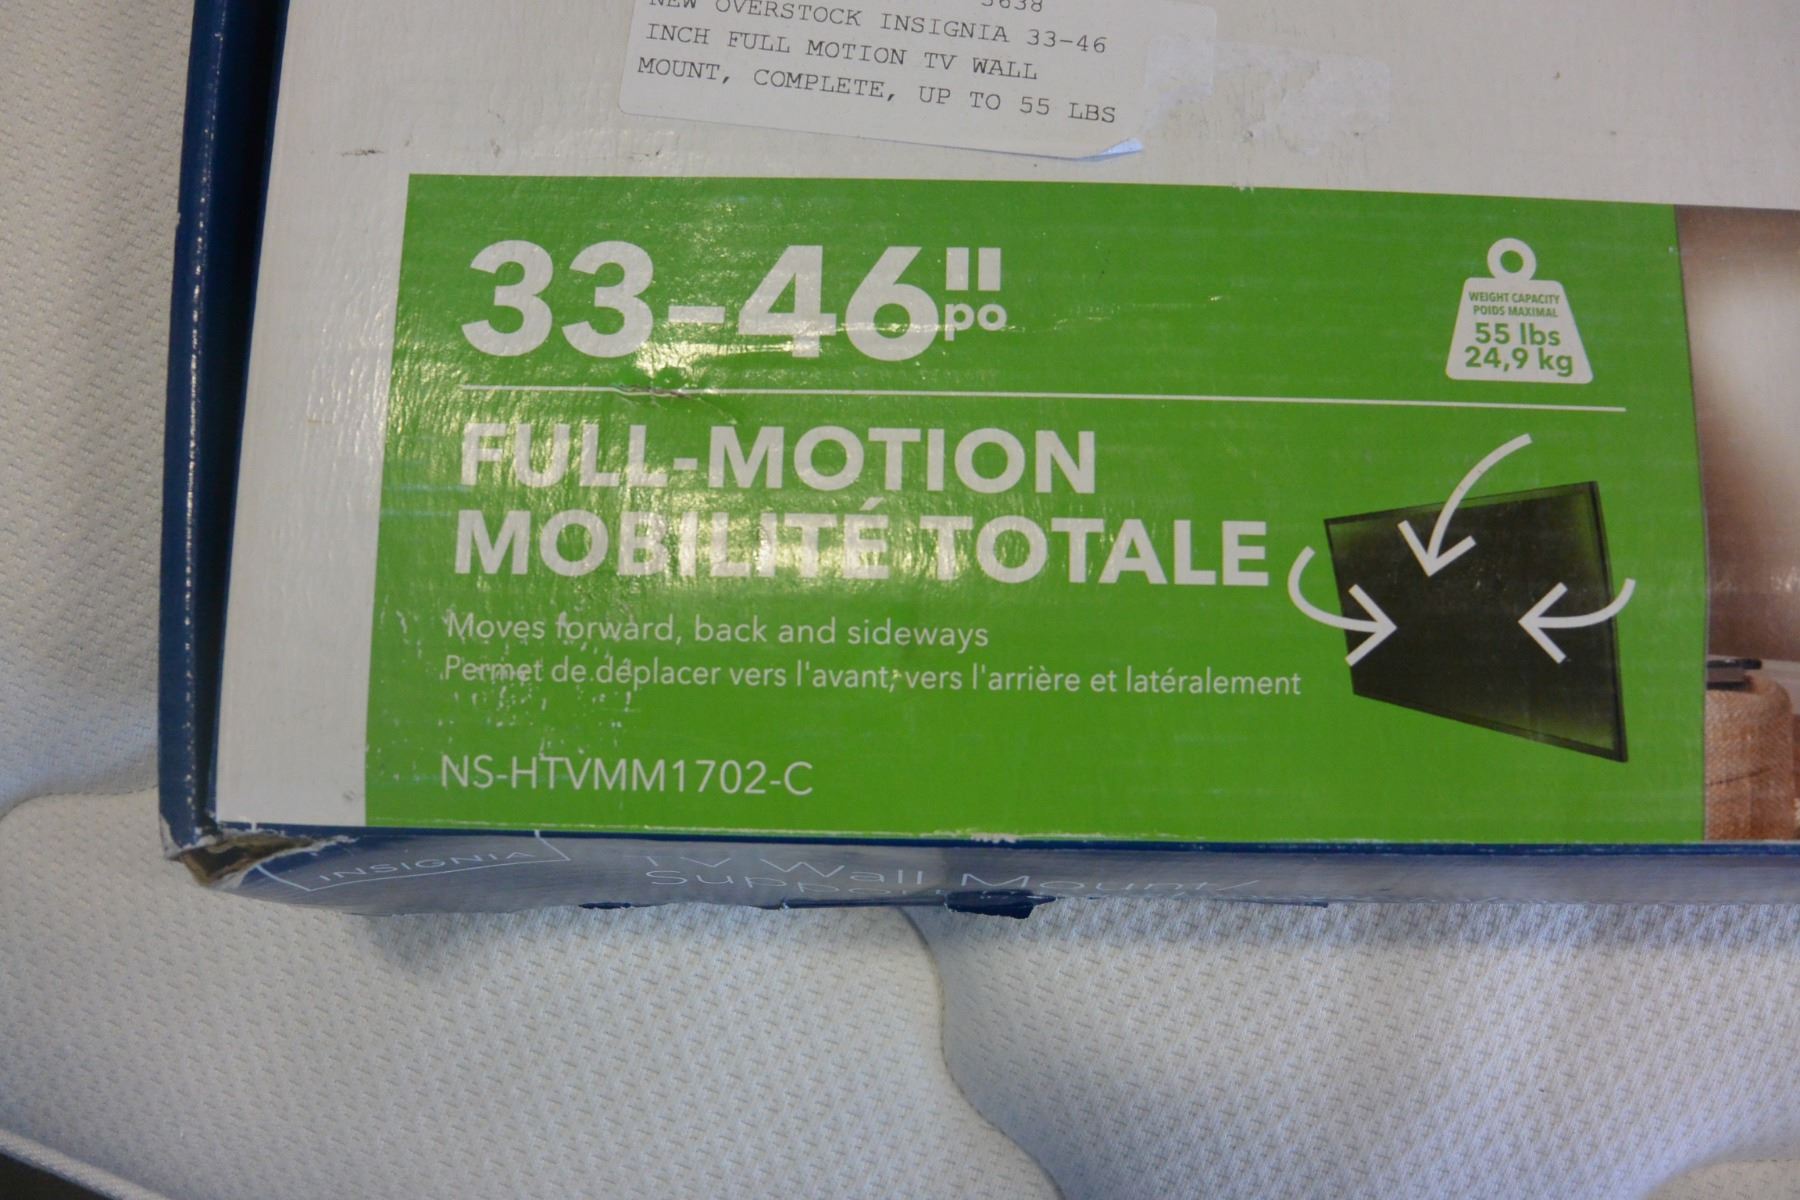 3638
NEW OVERSTOCK INSIGNIA 33-46
INCH FULL MOTION TV WALL
MOUNT, COMPLETE, UP TO 55 LBS
33-46"
po
WEIGHT CAPACITY
POIDS MAXIMAL
55 lbs
24,9 kg
FULL-MOTION
MOBILITÉ TOTALE
Moves forward, back and sideways
Permet de déplacer vers l'avant, vers l'arrière et latéralement
NS-HTVMM1702-C
INSIGNIA
TV Wall Mount/